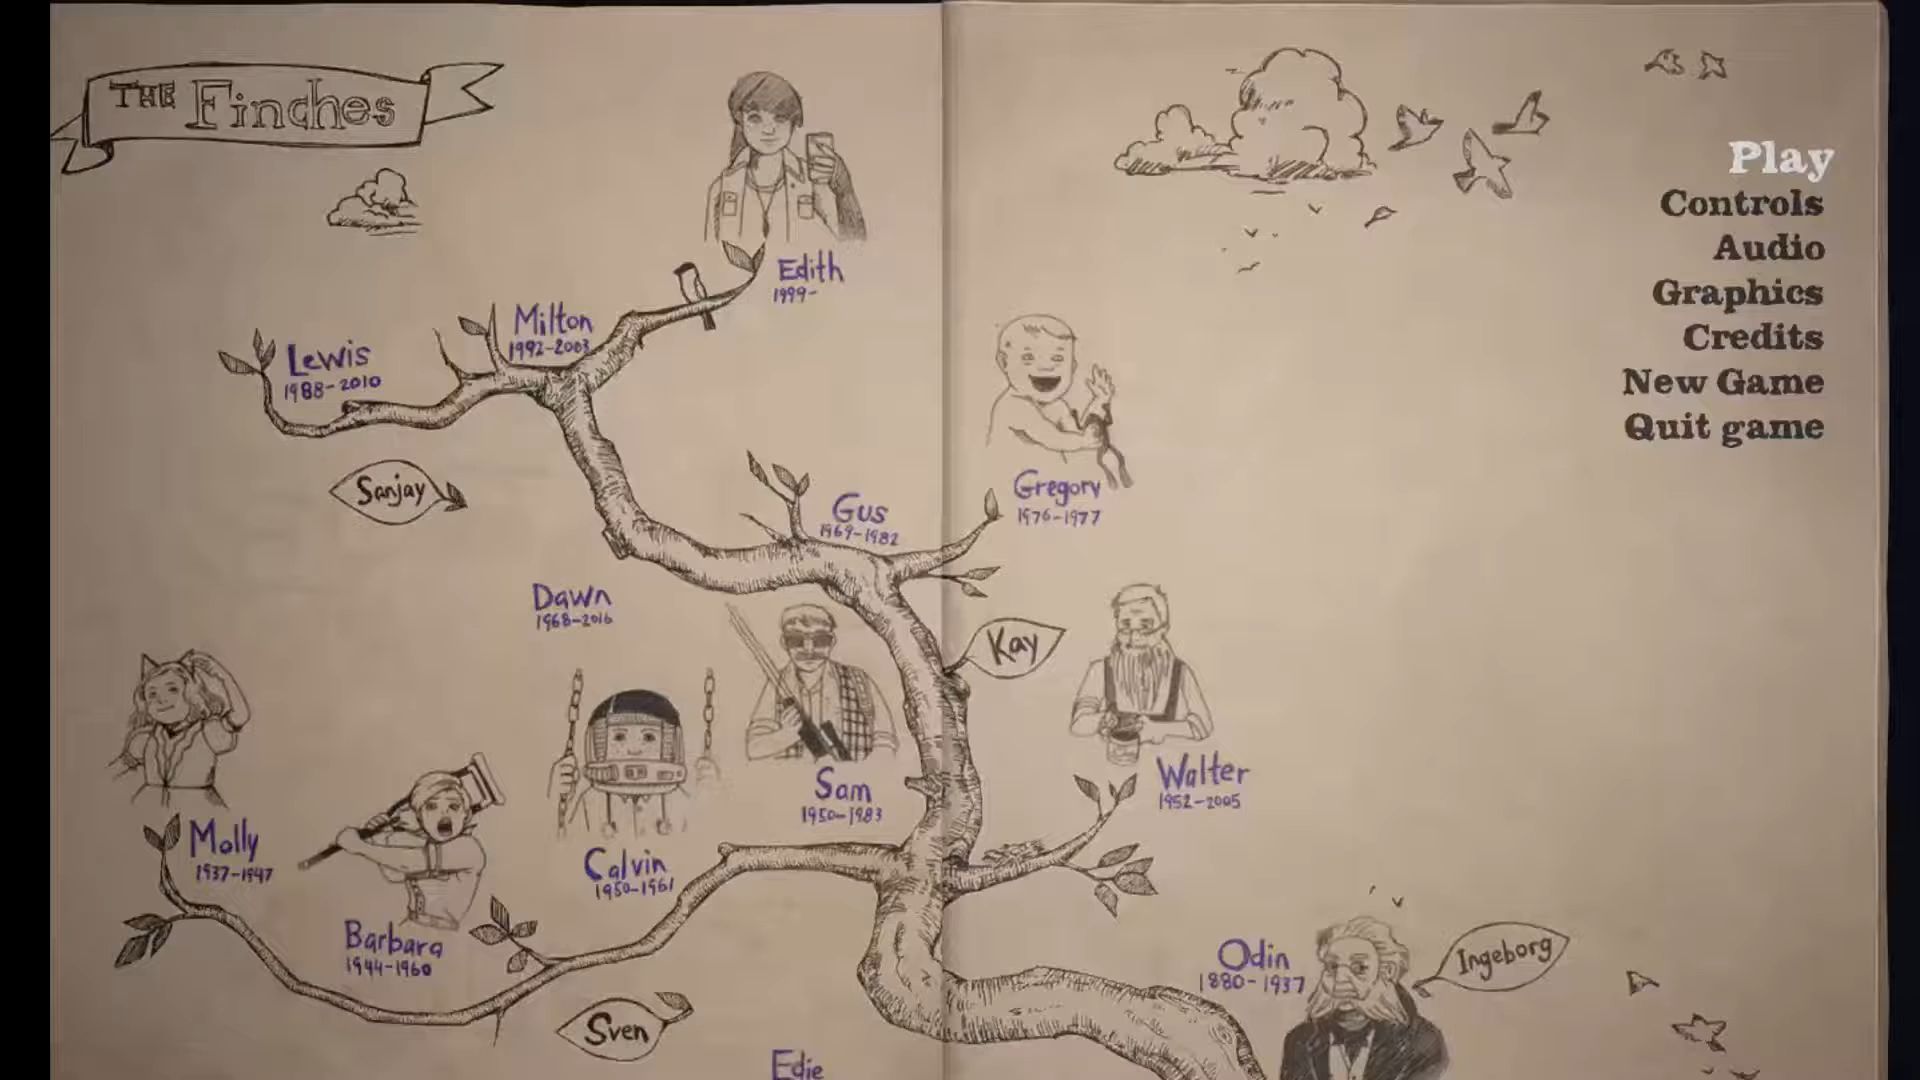 THE Finches
Play
Controls
Audio
Graphics
Credits
New Game
Quit game
Edith
1999-
Milton
1992-2003
Lewis
1988-2010
Sanjay
Gregory
1976-1977
Gus
1969-1982
Dawn
1968-2016
Kay
Sam
1950-1983
Walter
1952-2005
Molly
1937-1947
Calvin
1950-1961
Barbara
1944-1960
Odin
1880-1937
Ingeborg
Sven
Edie